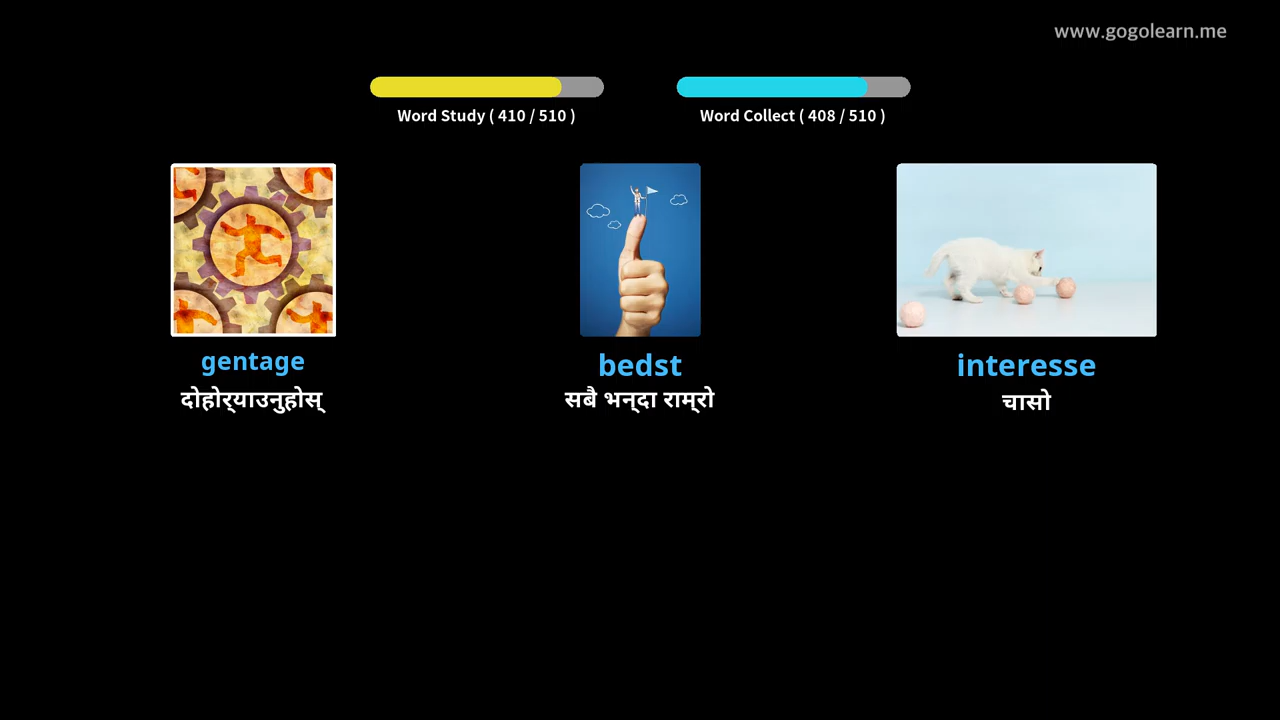 www.gogolearn.me
Word Study ( 410 / 510 )
Word Collect ( 408 / 510 )
gentage
दोहोर्‍याउनुहोस्
bedst
सबै भन्दा राम्रो
interesse
चासो